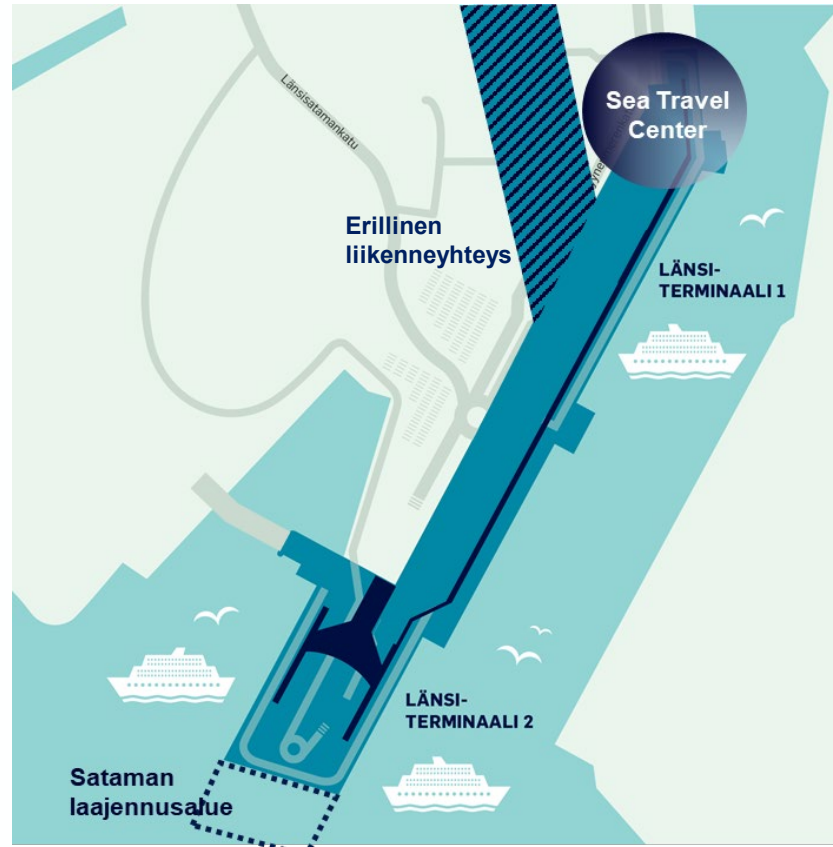 Länsisatamankatu
Sea Travel
Center
Erillinen
liikenneyhteys
LÄNSI-
TERMINAALI 1
LÄNSI-
TERMINAALI 2
Sataman
laajennusalue